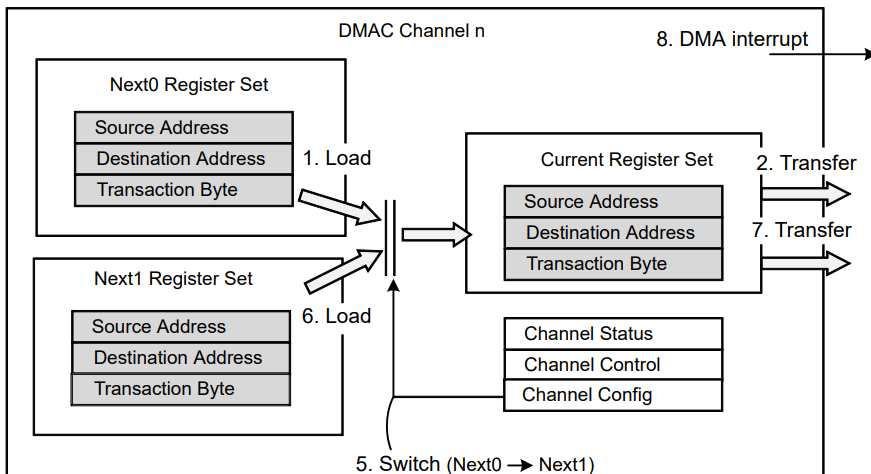 DMAC Channel n
8. DMA interrupt
Next0 Register Set
Source Address
Destination Address
Transaction Byte
1. Load
Current Register Set
Source Address
Destination Address
Transaction Byte
2. Transfer
7. Transfer
Next1 Register Set
Source Address
Destination Address
Transaction Byte
6. Load
Channel Status
Channel Control
Channel Config
5. Switch (Next0 → Next1)